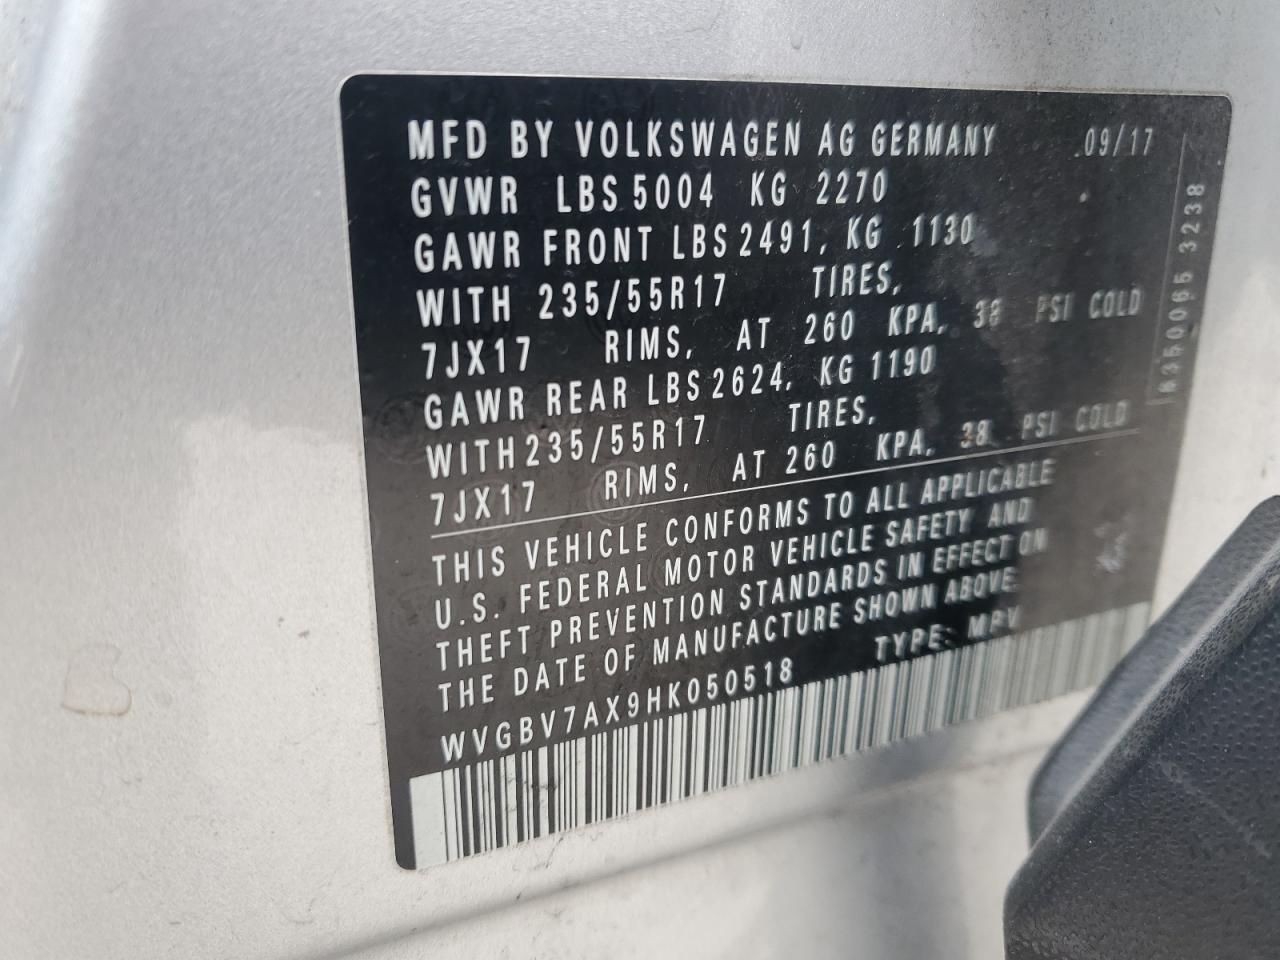 MFD BY VOLKSWAGEN AG GERMANY 09/17
GVWR LBS 5004 KG 2270
GAWR FRONT LBS 2491, KG 1130
WITH 235/55R17 TIRES,
7JX17 RIMS, AT 260 KPA, 38 PSI COLD
GAWR REAR LBS 2624, KG 1190
WITH 235/55R17 TIRES,
7JX17 RIMS, AT 260 KPA, 38 PSI COLD
THIS VEHICLE CONFORMS TO ALL APPLICABLE
U.S. FEDERAL MOTOR VEHICLE SAFETY AND
THEFT PREVENTION STANDARDS IN EFFECT ON
THE DATE OF MANUFACTURE SHOWN ABOVE.
WVGBV7AX9HK050518 TYPE: MPV
6350065 3238
B